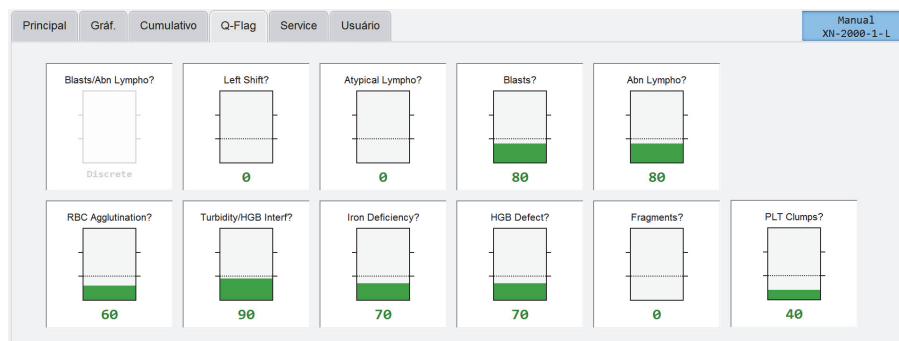 Principal Gráf. Cumulativo Q-Flag Service Usuário
Manual
XN-2000-1-L
Blasts/Abn Lympho? Left Shift? Atypical Lympho? Blasts? Abn Lympho?
Discrete 0 0 80 80
RBC Agglutination? Turbidity/HGB Interf? Iron Deficiency? HGB Defect? Fragments? PLT Clumps?
60 90 70 70 0 40